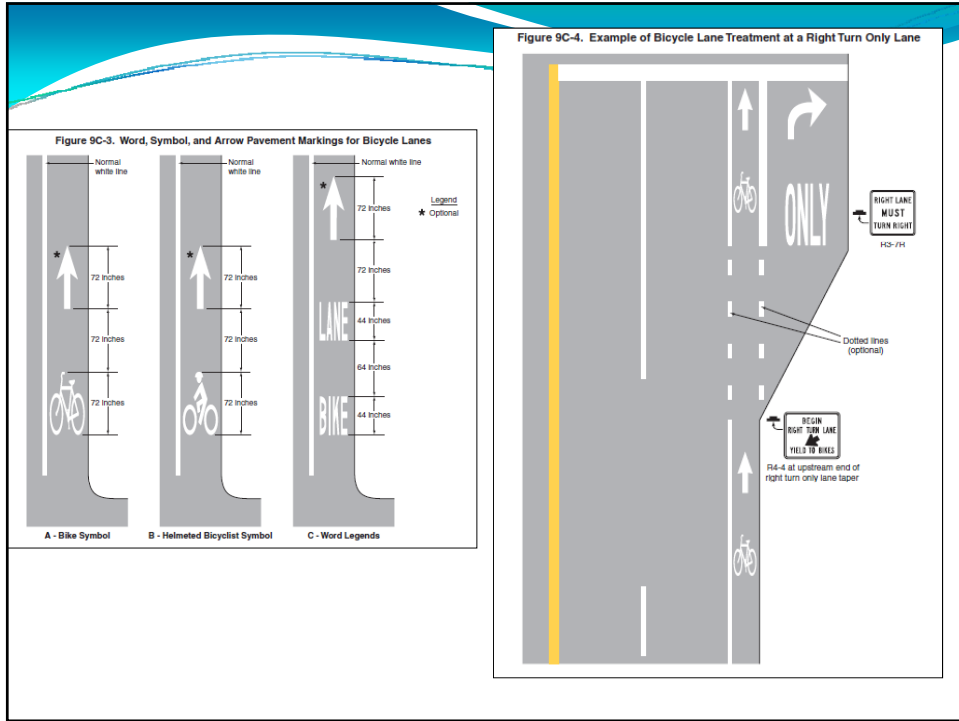 Figure 9C-3. Word, Symbol, and Arrow Pavement Markings for Bicycle Lanes
Normal
white line
*
72 inches
72 inches
72 inches
A - Bike Symbol
Normal
white line
*
72 inches
72 inches
72 inches
B - Helmeted Bicyclist Symbol
Normal white line
*
72 inches
72 inches
LANE
44 inches
64 inches
BIKE
44 inches
C - Word Legends
Legend
* Optional
Figure 9C-4. Example of Bicycle Lane Treatment at a Right Turn Only Lane
ONLY
RIGHT LANE
MUST
TURN RIGHT
R3-7R
Dotted lines
(optional)
BEGIN
RIGHT TURN LANE
YIELD TO BIKES
R4-4 at upstream end of
right turn only lane taper